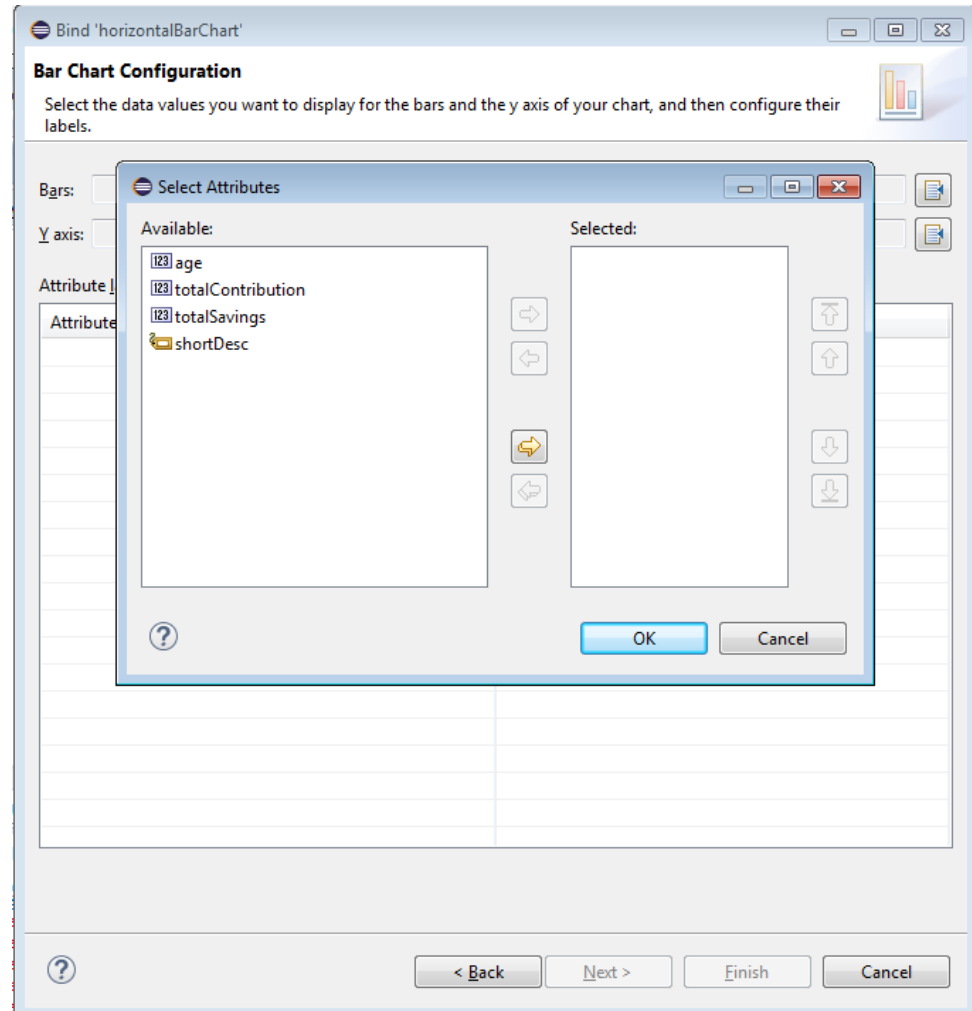 Bind 'horizontalBarChart'
Bar Chart Configuration
Select the data values you want to display for the bars and the y axis of your chart, and then configure their
labels.
Bars:
Select Attributes
Y axis:
Available:
Selected:
age
Attribute
totalContribution
totalSavings
Attribute
shortDesc
OK
Cancel
< Back
Next >
Finish
Cancel